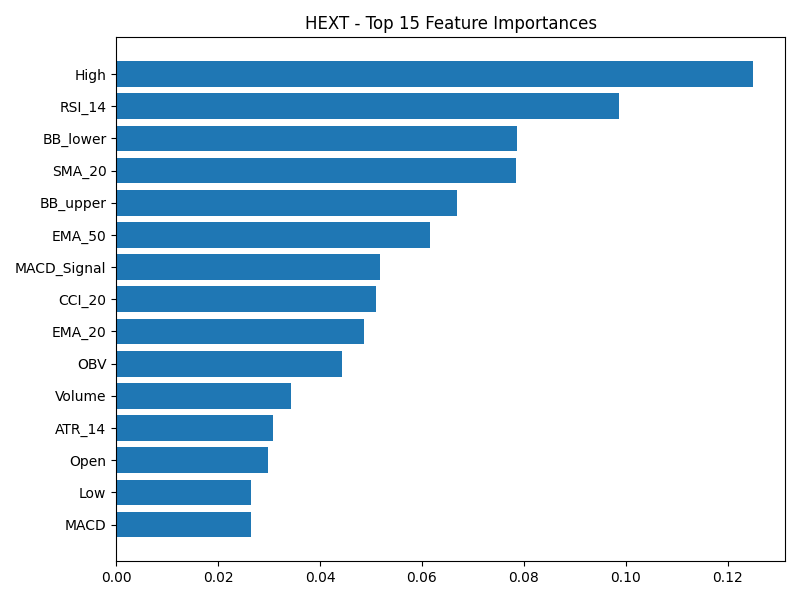 HEXT - Top 15 Feature Importances
High
RSI_14
BB_lower
SMA_20
BB_upper
EMA_50
MACD_Signal
CCI_20
EMA_20
OBV
Volume
ATR_14
Open
Low
MACD
0.00 0.02 0.04 0.06 0.08 0.10 0.12